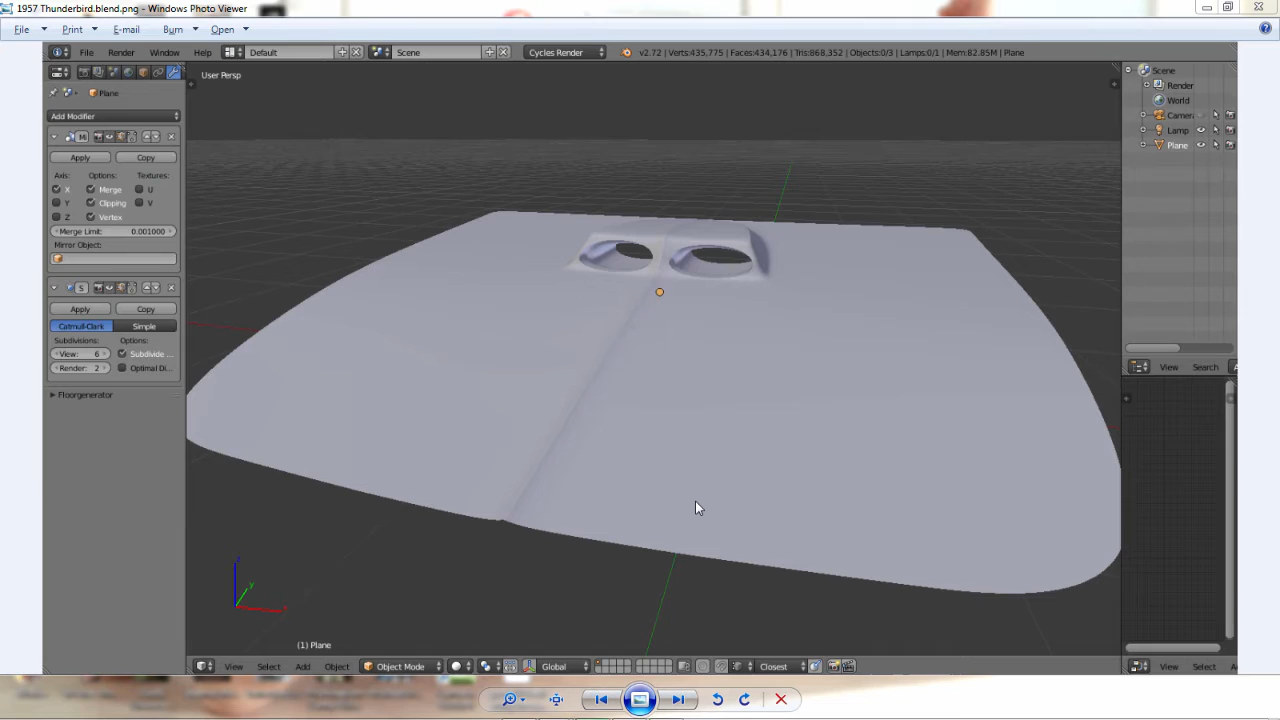 1957 Thunderbird.blend.png - Windows Photo Viewer
File Print E-mail Burn Open
File Render Window Help Default Scene Cycles Render v2.72 | Verts:435,775 | Faces:434,176 | Tris:868,352 | Objects:0/3 | Lamps:0/1 | Mem:82.85M | Plane
User Persp
Plane
Add Modifier
M
Apply Copy
Axis: Options: Textures:
X Merge U
Y Clipping V
Z Vertex
Merge Limit: 0.001000
Mirror Object:
S
Apply Copy
Catmull-Clark Simple
Subdivisions: Options:
View: 6 Subdivide ...
Render: 2 Optimal Di...
Floorgenerator
Scene
Render
World
Camera
Lamp
Plane
View Search
(1) Plane
View Select Add Object Object Mode Global Closest
View Select